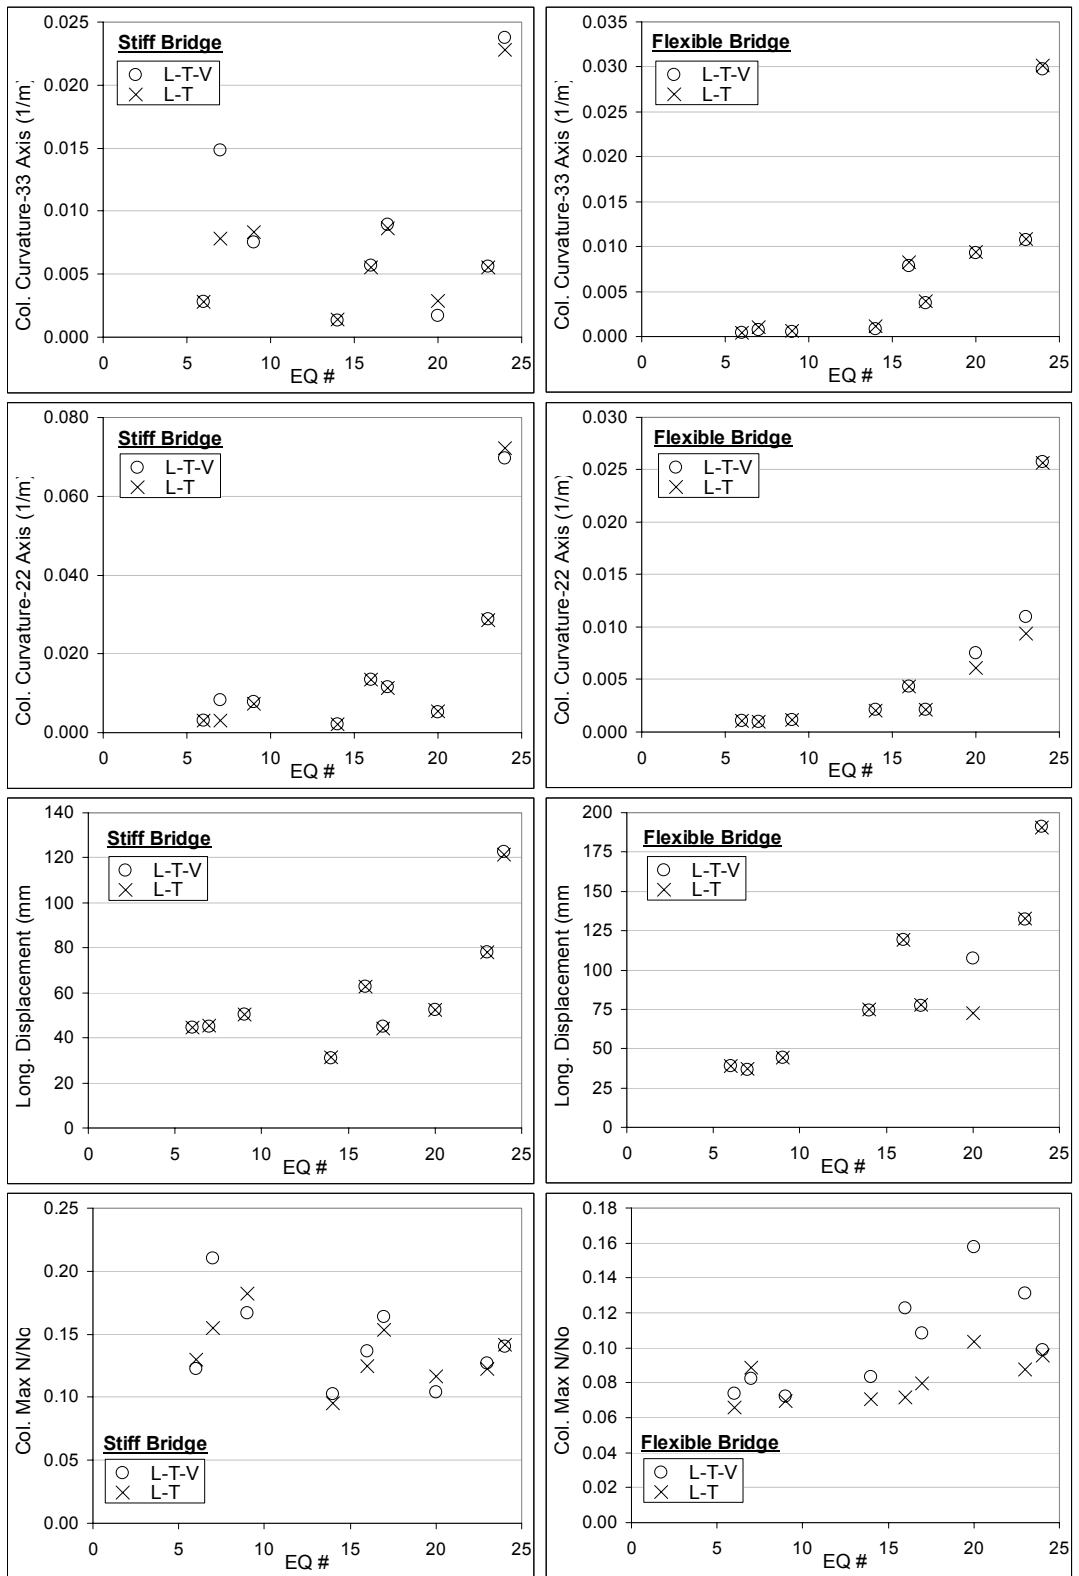 Col. Curvature-33 Axis (1/m)
0.025
0.020
0.015
0.010
0.005
0.000
Stiff Bridge
L-T-V
L-T
0 5 10 15 20 25
EQ #
Col. Curvature-33 Axis (1/m)
0.035
0.030
0.025
0.020
0.015
0.010
0.005
0.000
Flexible Bridge
L-T-V
L-T
0 5 10 15 20 25
EQ #
Col. Curvature-22 Axis (1/m)
0.080
0.060
0.040
0.020
0.000
Stiff Bridge
L-T-V
L-T
0 5 10 15 20 25
EQ #
Col. Curvature-22 Axis (1/m)
0.030
0.025
0.020
0.015
0.010
0.005
0.000
Flexible Bridge
L-T-V
L-T
0 5 10 15 20 25
EQ #
Long. Displacement (mm
140
120
100
80
60
40
20
0
Stiff Bridge
L-T-V
L-T
0 5 10 15 20 25
EQ #
Long. Displacement (mm
200
175
150
125
100
75
50
25
0
Flexible Bridge
L-T-V
L-T
0 5 10 15 20 25
EQ #
Col. Max N/No
0.25
0.20
0.15
0.10
0.05
0.00
Stiff Bridge
L-T-V
L-T
0 5 10 15 20 25
EQ #
Col. Max N/No
0.18
0.16
0.14
0.12
0.10
0.08
0.06
0.04
0.02
0.00
Flexible Bridge
L-T-V
L-T
0 5 10 15 20 25
EQ #